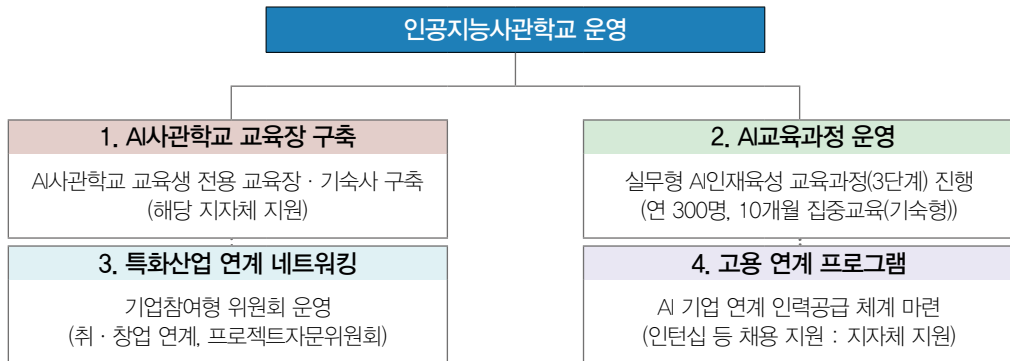 인공지능사관학교 운영
1. AI사관학교 교육장 구축
AI사관학교 교육생 전용 교육장 · 기숙사 구축
(해당 지자체 지원)
2. AI교육과정 운영
실무형 AI인재육성 교육과정(3단계) 진행
(연 300명, 10개월 집중교육(기숙형))
3. 특화산업 연계 네트워킹
기업참여형 위원회 운영
(취 · 창업 연계, 프로젝트자문위원회)
4. 고용 연계 프로그램
AI 기업 연계 인력공급 체계 마련
(인턴십 등 채용 지원 : 지자체 지원)